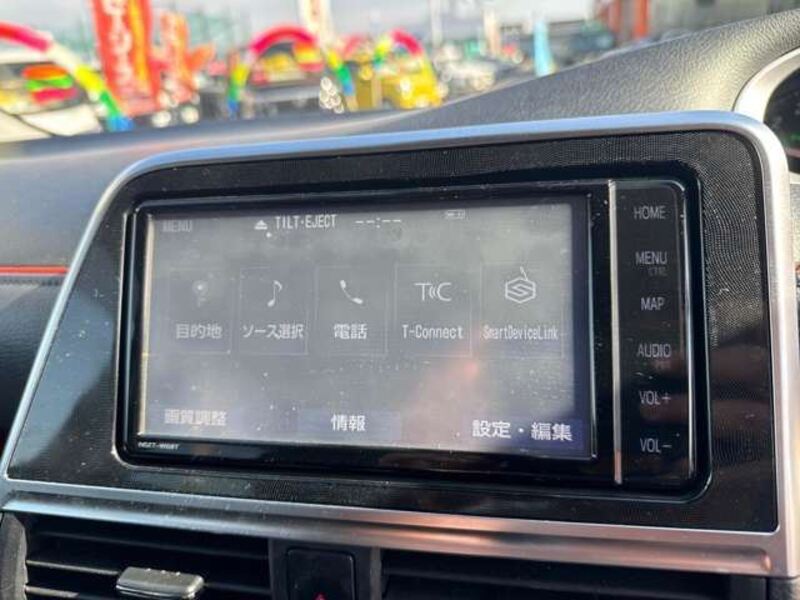 MENU ⏏ TILT·EJECT --:--
目的地 ソース選択 電話 T-Connect SmartDeviceLink
画質調整 情報 設定・編集
HOME
MENU
CTRL
MAP
AUDIO
VOL+
VOL-